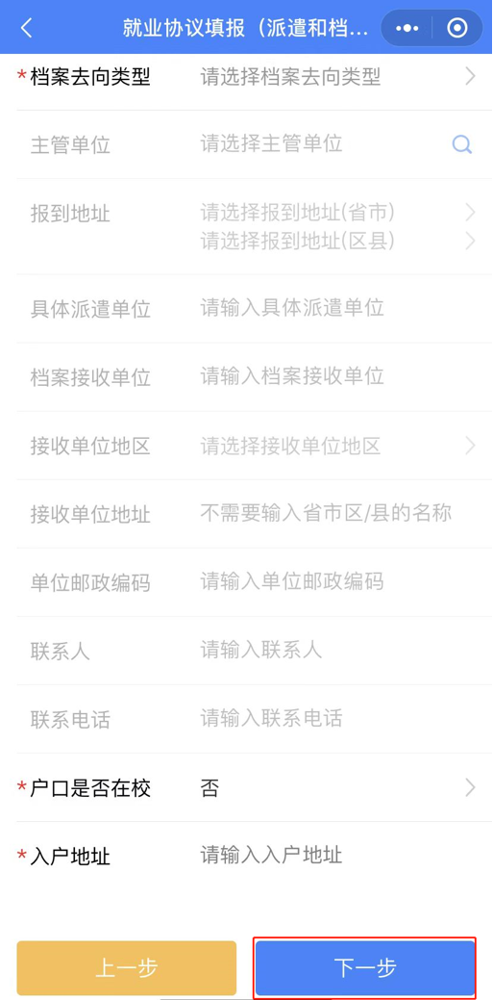 就业协议填报（派遣和档...
*档案去向类型 请选择档案去向类型
主管单位 请选择主管单位
报到地址 请选择报到地址(省市)
请选择报到地址(区县)
具体派遣单位 请输入具体派遣单位
档案接收单位 请输入档案接收单位
接收单位地区 请选择接收单位地区
接收单位地址 不需要输入省市区/县的名称
单位邮政编码 请输入单位邮政编码
联系人 请输入联系人
联系电话 请输入联系电话
*户口是否在校 否
*入户地址 请输入入户地址
上一步 下一步